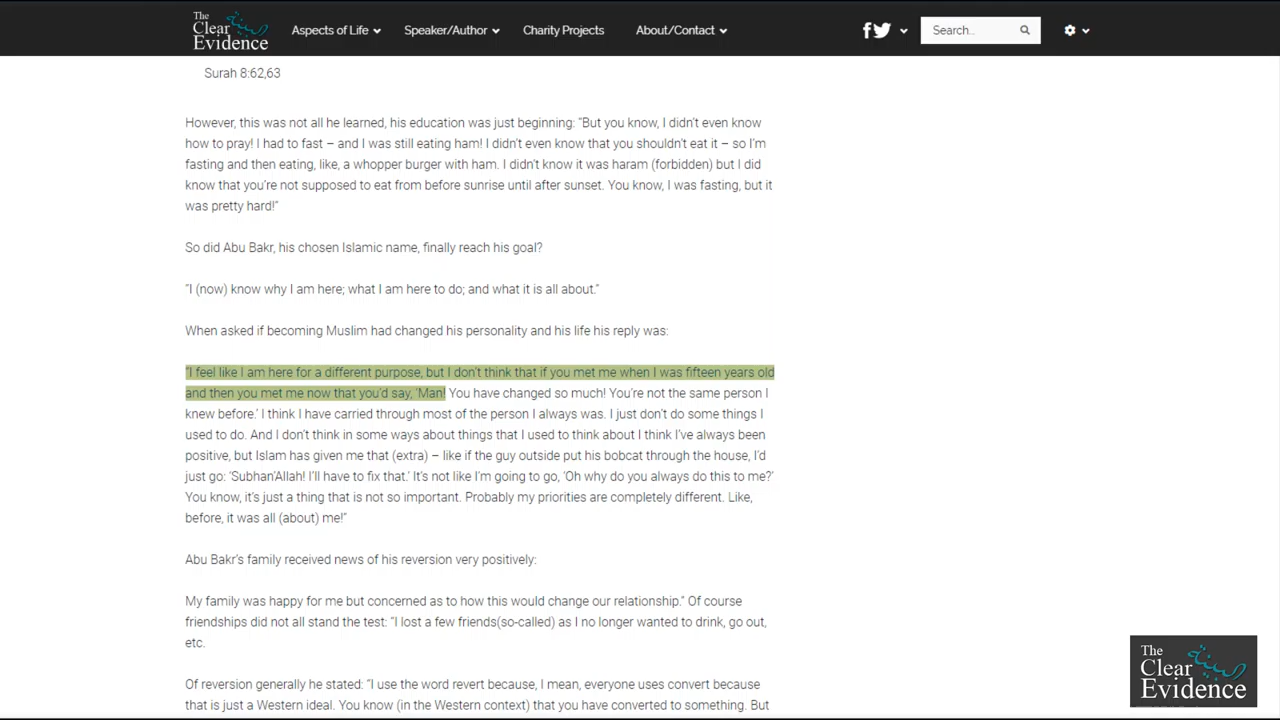 The
Clear
Evidence
البينة
Aspects of Life
Speaker/Author
Charity Projects
About/Contact
Search...
Surah 8:62,63
However, this was not all he learned, his education was just beginning: “But you know, I didn’t even know
how to pray! I had to fast – and I was still eating ham! I didn’t even know that you shouldn’t eat it – so I’m
fasting and then eating, like, a whopper burger with ham. I didn’t know it was haram (forbidden) but I did
know that you’re not supposed to eat from before sunrise until after sunset. You know, I was fasting, but it
was pretty hard!”
So did Abu Bakr, his chosen Islamic name, finally reach his goal?
“I (now) know why I am here; what I am here to do; and what it is all about.”
When asked if becoming Muslim had changed his personality and his life his reply was:
“I feel like I am here for a different purpose, but I don’t think that if you met me when I was fifteen years old
and then you met me now that you’d say, ‘Man! You have changed so much! You’re not the same person I
knew before.’ I think I have carried through most of the person I always was. I just don’t do some things I
used to do. And I don’t think in some ways about things that I used to think about I think I’ve always been
positive, but Islam has given me that (extra) – like if the guy outside put his bobcat through the house, I’d
just go: ‘Subhan’Allah! I’ll have to fix that.’ It’s not like I’m going to go, ‘Oh why do you always do this to me?’
You know, it’s just a thing that is not so important. Probably my priorities are completely different. Like,
before, it was all (about) me!”
Abu Bakr’s family received news of his reversion very positively:
My family was happy for me but concerned as to how this would change our relationship.” Of course
friendships did not all stand the test: “I lost a few friends(so-called) as I no longer wanted to drink, go out,
etc.
Of reversion generally he stated: “I use the word revert because, I mean, everyone uses convert because
that is just a Western ideal. You know (in the Western context) that you have converted to something. But
The
Clear
Evidence
البينة